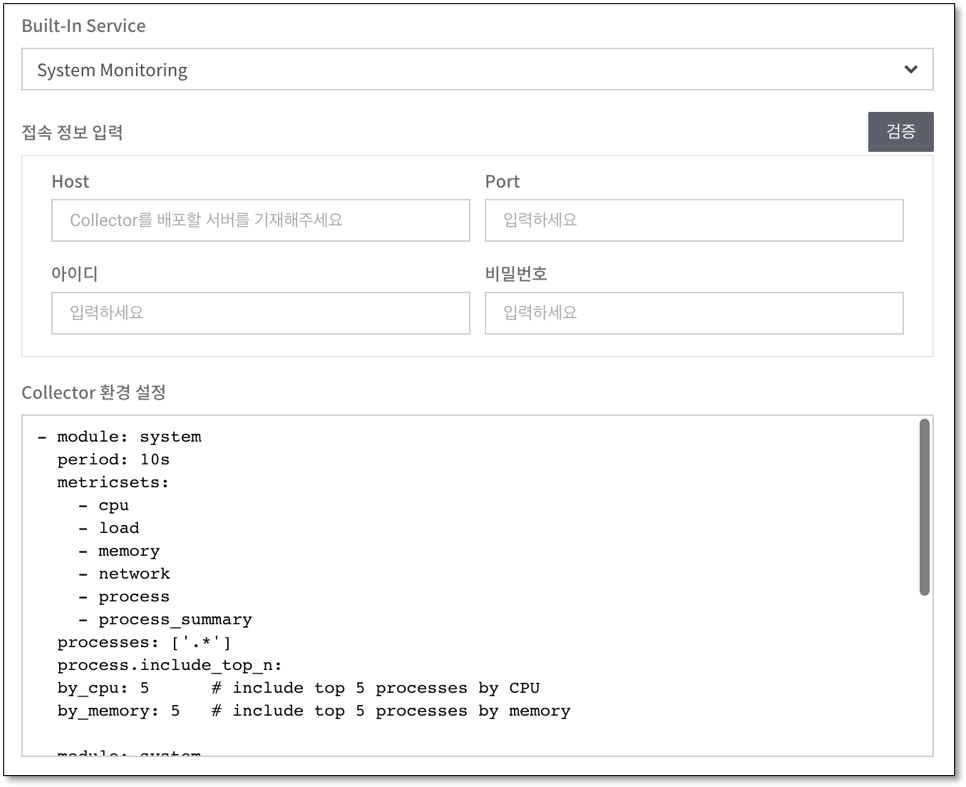 Built-In Service
System Monitoring
접속 정보 입력
검증
Host
Port
Collector를 배포할 서버를 기재해주세요
입력하세요
아이디
비밀번호
입력하세요
입력하세요
Collector 환경 설정
- module: system
  period: 10s
  metricsets:
    - cpu
    - load
    - memory
    - network
    - process
    - process_summary
  processes: ['.*']
  process.include_top_n:
  by_cpu: 5      # include top 5 processes by CPU
  by_memory: 5   # include top 5 processes by memory
  module: system